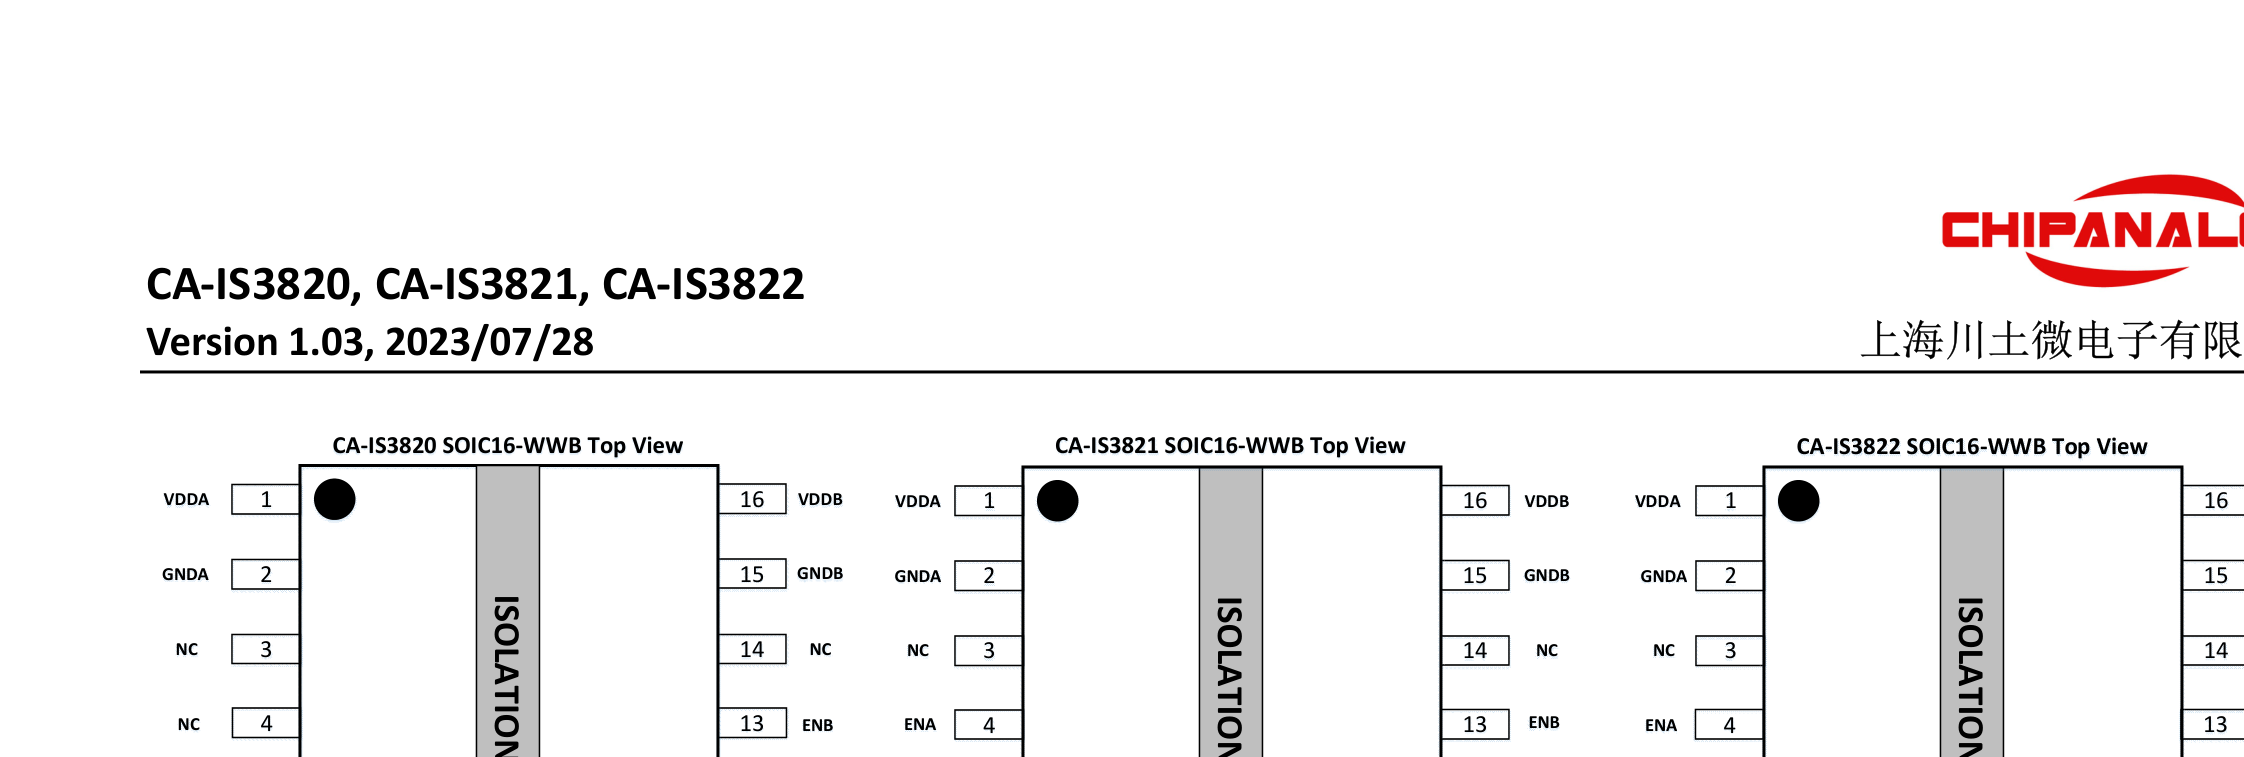 CHIPANAL
CA-IS3820, CA-IS3821, CA-IS3822
Version 1.03, 2023/07/28
上海川土微电子有限
CA-IS3820 SOIC16-WWB Top View
CA-IS3821 SOIC16-WWB Top View
CA-IS3822 SOIC16-WWB Top View
VDDA 1 16 VDDB VDDA 1 16 VDDB VDDA 1 16
GNDA 2 15 GNDB GNDA 2 15 GNDB GNDA 2 15
NC 3 14 NC NC 3 14 NC NC 3 14
NC 4 13 ENB ENA 4 13 ENB ENA 4 13
ISOLATION
ISOLATION
ISOLATION